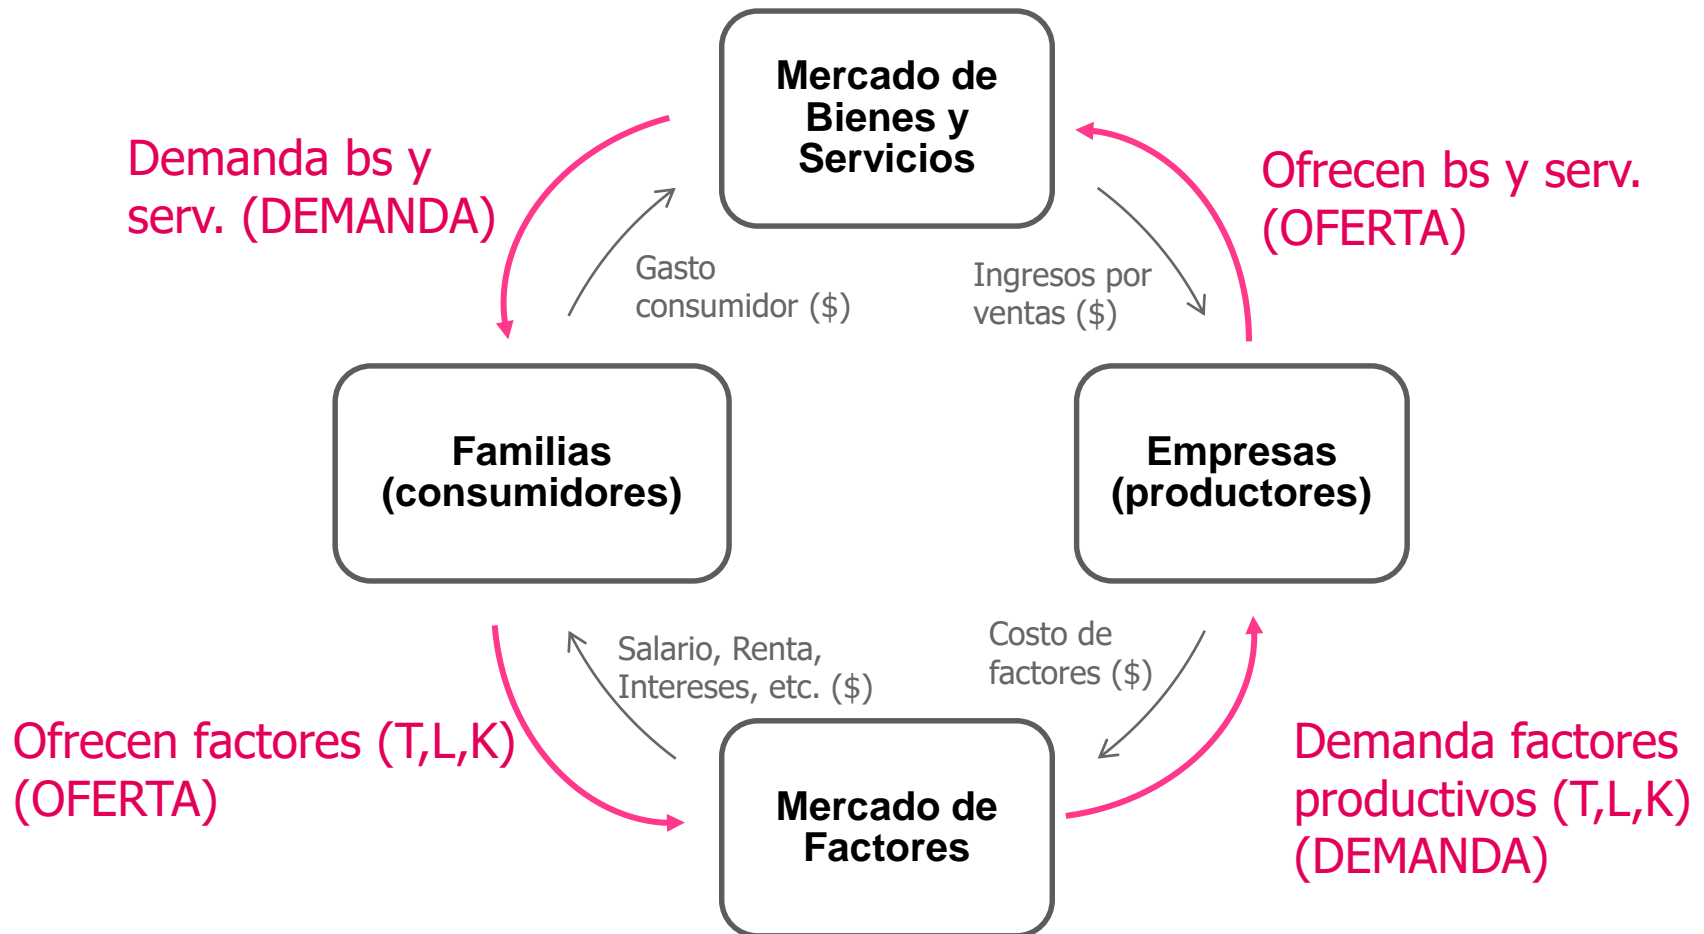 Mercado de
Bienes y
Servicios
Demanda bs y
serv. (DEMANDA)
Ofrecen bs y serv.
(OFERTA)
Gasto
consumidor ($)
Ingresos por
ventas ($)
Familias
(consumidores)
Empresas
(productores)
Salario, Renta,
Intereses, etc. ($)
Costo de
factores ($)
Ofrecen factores (T,L,K)
(OFERTA)
Mercado de
Factores
Demanda factores
productivos (T,L,K)
(DEMANDA)